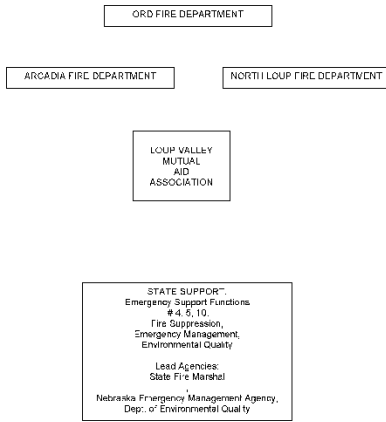 ORD FIRE DEPARTMENT
ARCADIA FIRE DEPARTMENT
NORTH LOUP FIRE DEPARTMENT
LOUP VALLEY
MUTUAL
AID
ASSOCIATION
STATE SUPPORT.
Emergency Support Functions
# 4, 5, 10.
Fire Suppression,
Emergency Management,
Environmental Quality
Lead Agencies:
State Fire Marshal
,
Nebraska Emergency Management Agency,
Dept. of Environmental Quality